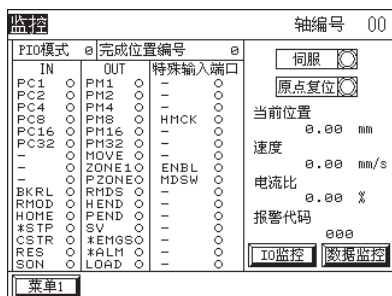 监控 轴编号 00
PIO模式 0 完成位置编号 0
IN OUT 特殊输入端口
PC1 PM1 -
PC2 PM2 -
PC4 PM4 -
PC8 PM8 HMCK
PC16 PM16 -
PC32 PM32 -
- MOVE -
- ZONE1 ENBL
- PZONE MDSW
BKRL RMDS -
RMOD HEND -
HOME PEND -
*STP SV -
CSTR *EMGS -
RES *ALM -
SON LOAD -
伺服
原点复位
当前位置
0.00 mm
速度
0.00 mm/s
电流比
0.00 %
报警代码
000
IO监控 数据监控
菜单1